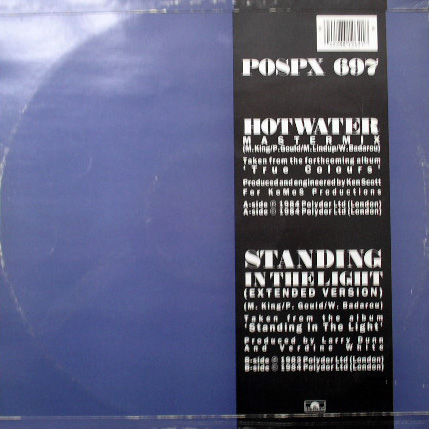 POSPX 697
HOT WATER
MASTERMIX
(M. King/P. Gould/M. Lindup/W. Badarou)
Taken from the forthcoming album
'True Colours'
Produced and engineered by Ken Scott
For KoMoS Productions
A-side ℗ 1984 Polydor Ltd (London)
A-side © 1984 Polydor Ltd (London)
STANDING
IN THE LIGHT
(EXTENDED VERSION)
(M. King/P. Gould/W. Badarou)
Taken from the album
'Standing In The Light'
Produced by Larry Dunn
And Verdine White
B-side ℗ 1983 Polydor Ltd (London)
B-side © 1984 Polydor Ltd (London)